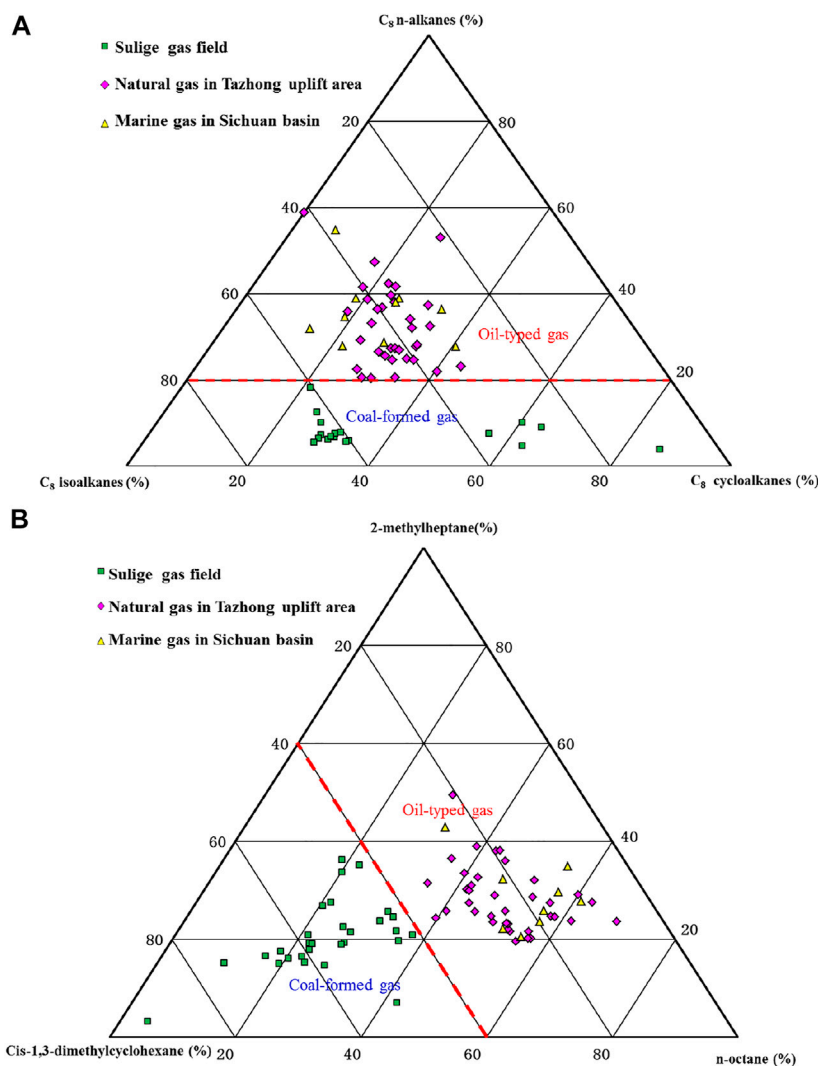 A
C8 n-alkanes (%)
Sulige gas field
Natural gas in Tazhong uplift area
Marine gas in Sichuan basin
20
80
40
60
60
40
Oil-typed gas
80
20
Coal-formed gas
C8 isoalkanes (%)
20
40
60
80
C8 cycloalkanes (%)
B
2-methylheptane(%)
Sulige gas field
Natural gas in Tazhong uplift area
Marine gas in Sichuan basin
20
80
40
60
Oil-typed gas
60
40
80
20
Coal-formed gas
Cis-1,3-dimethylcyclohexane (%)
20
40
60
80
n-octane (%)